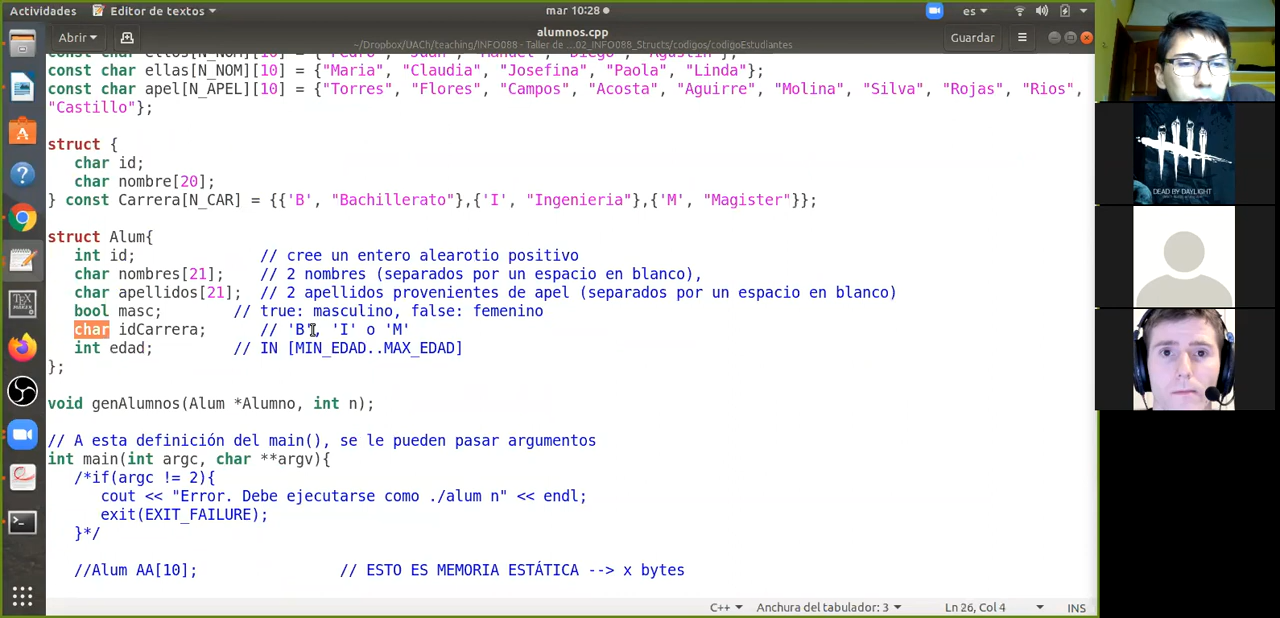 Actividades
Editor de textos
mar 10:28
es
Abrir
alumnos.cpp
~/Dropbox/UACh/teaching/INFO088 - Taller de ...02_INFO088_Structs/codigos/codigoEstudiantes
Guardar
const char ellas[N_NOM][10] = {"Maria", "Claudia", "Josefina", "Paola", "Linda"};
const char apel[N_APEL][10] = {"Torres", "Flores", "Campos", "Acosta", "Aguirre", "Molina", "Silva", "Rojas", "Rios",
"Castillo"};
struct {
char id;
char nombre[20];
} const Carrera[N_CAR] = {{'B', "Bachillerato"},{'I', "Ingenieria"},{'M', "Magister"}};
struct Alum{
int id; // cree un entero alearotio positivo
char nombres[21]; // 2 nombres (separados por un espacio en blanco),
char apellidos[21]; // 2 apellidos provenientes de apel (separados por un espacio en blanco)
bool masc; // true: masculino, false: femenino
char idCarrera; // 'B', 'I' o 'M'
int edad; // IN [MIN_EDAD..MAX_EDAD]
};
void genAlumnos(Alum *Alumno, int n);
// A esta definición del main(), se le pueden pasar argumentos
int main(int argc, char **argv){
/*if(argc != 2){
cout << "Error. Debe ejecutarse como ./alum n" << endl;
exit(EXIT_FAILURE);
}*/
//Alum AA[10]; // ESTO ES MEMORIA ESTÁTICA --> x bytes
C++
Anchura del tabulador: 3
Ln 26, Col 4
INS
DEAD BY DAYLIGHT